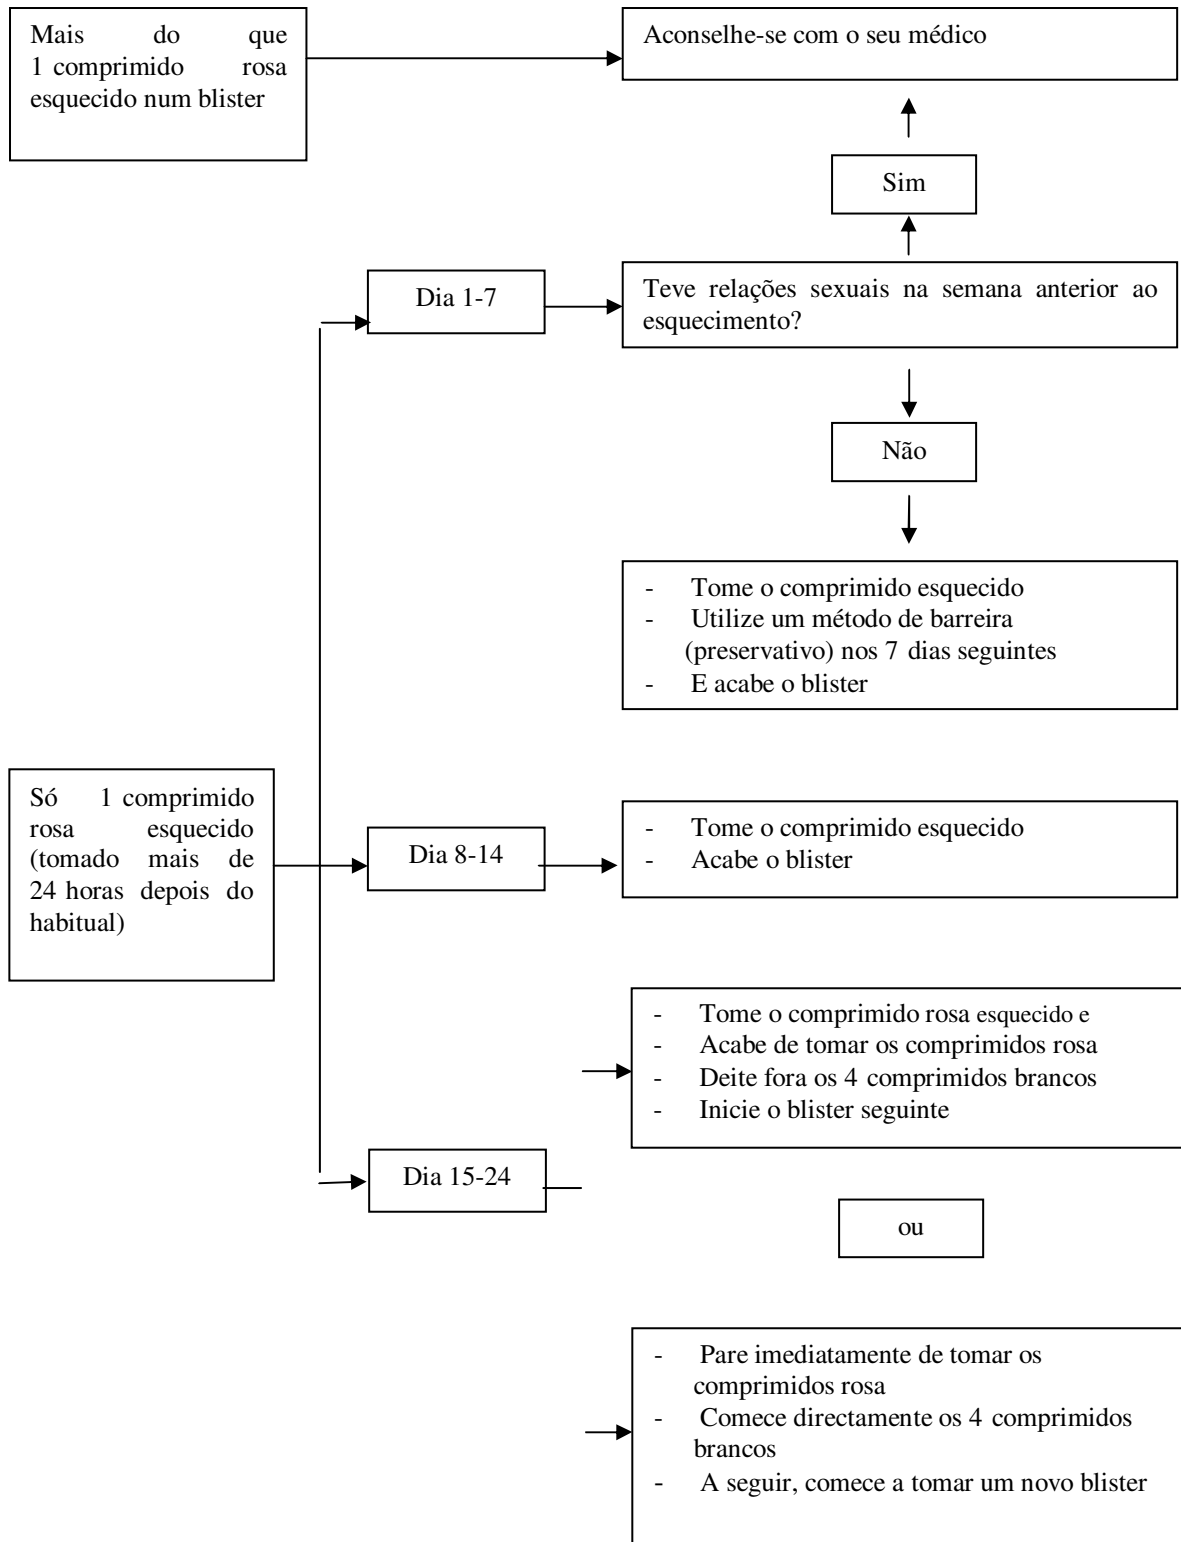 Mais do que
1 comprimido rosa
esquecido num blister
Aconselhe-se com o seu médico
Sim
Dia 1-7
Teve relações sexuais na semana anterior ao
esquecimento?
Não
- Tome o comprimido esquecido
- Utilize um método de barreira
(preservativo) nos 7 dias seguintes
- E acabe o blister
Só 1 comprimido
rosa esquecido
(tomado mais de
24 horas depois do
habitual)
Dia 8-14
- Tome o comprimido esquecido
- Acabe o blister
Dia 15-24
- Tome o comprimido rosa esquecido e
- Acabe de tomar os comprimidos rosa
- Deite fora os 4 comprimidos brancos
- Inicie o blister seguinte
ou
- Pare imediatamente de tomar os
comprimidos rosa
- Comece directamente os 4 comprimidos
brancos
- A seguir, comece a tomar um novo blister